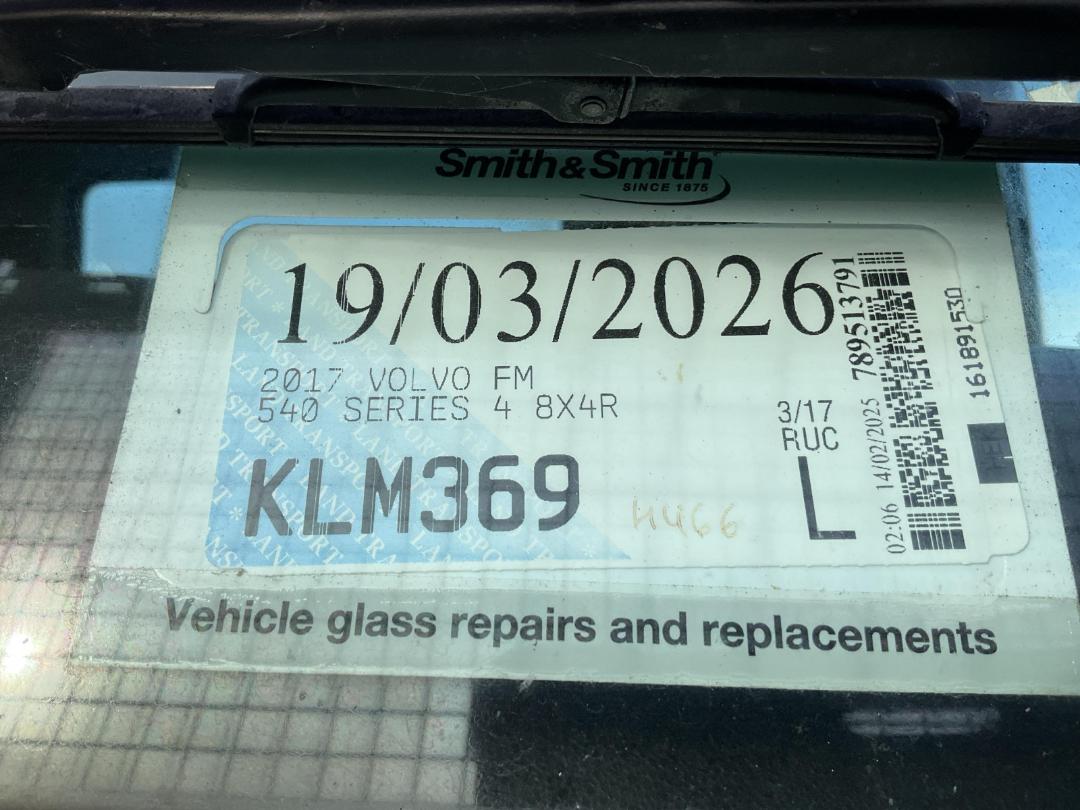 Smith&Smith
SINCE 1875
19/03/2026
2017 VOLVO FM
540 SERIES 4 8X4R
3/17
RUC
KLM369
L
H466
02:06 14/02/2025 789513791
161891530
Vehicle glass repairs and replacements